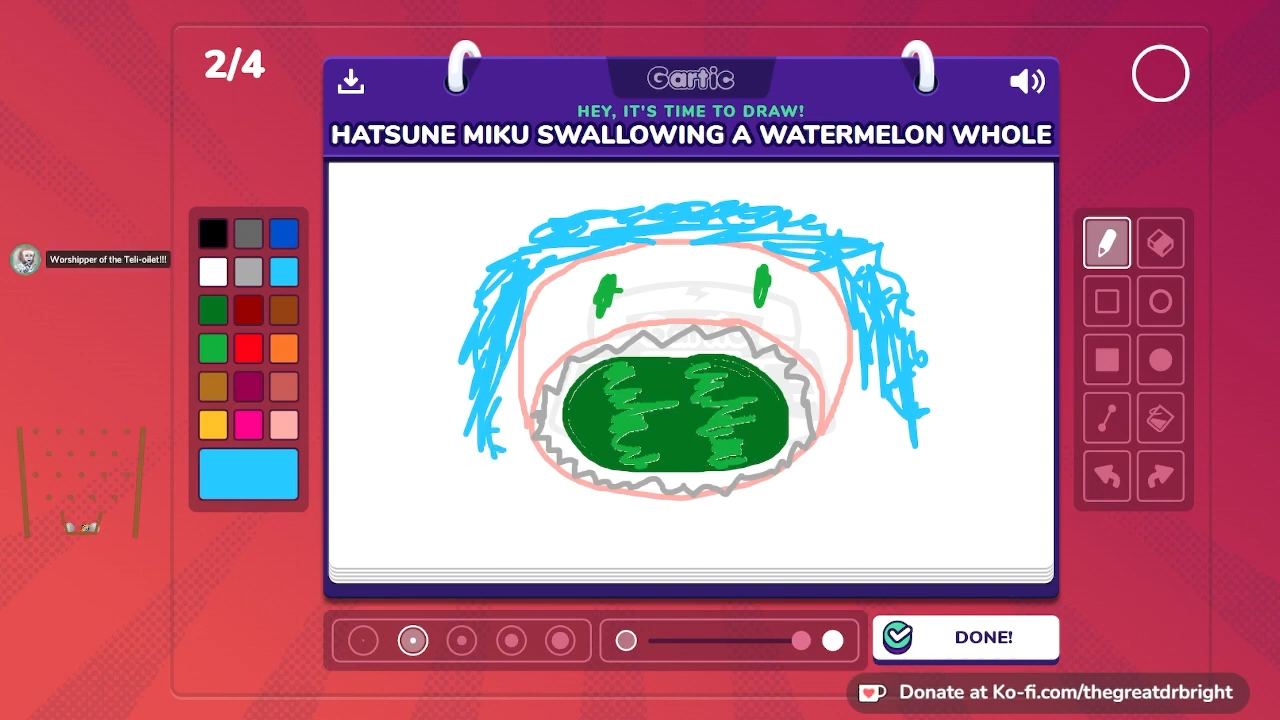 2/4
Gartic
HEY, IT'S TIME TO DRAW!
HATSUNE MIKU SWALLOWING A WATERMELON WHOLE
Worshipper of the Teli-oilet!!!
DONE!
Donate at Ko-fi.com/thegreatdrbright